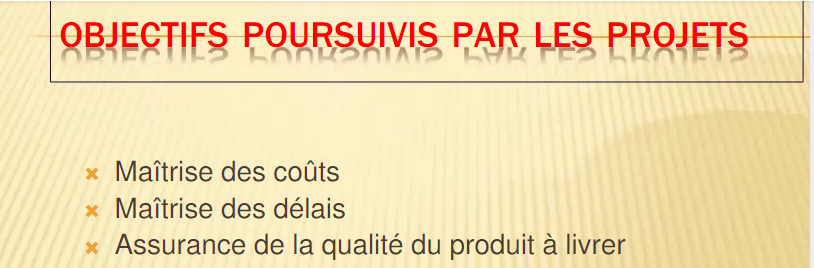 OBJECTIFS POURSUIVIS PAR LES PROJETS
Maîtrise des coûts
Maîtrise des délais
Assurance de la qualité du produit à livrer